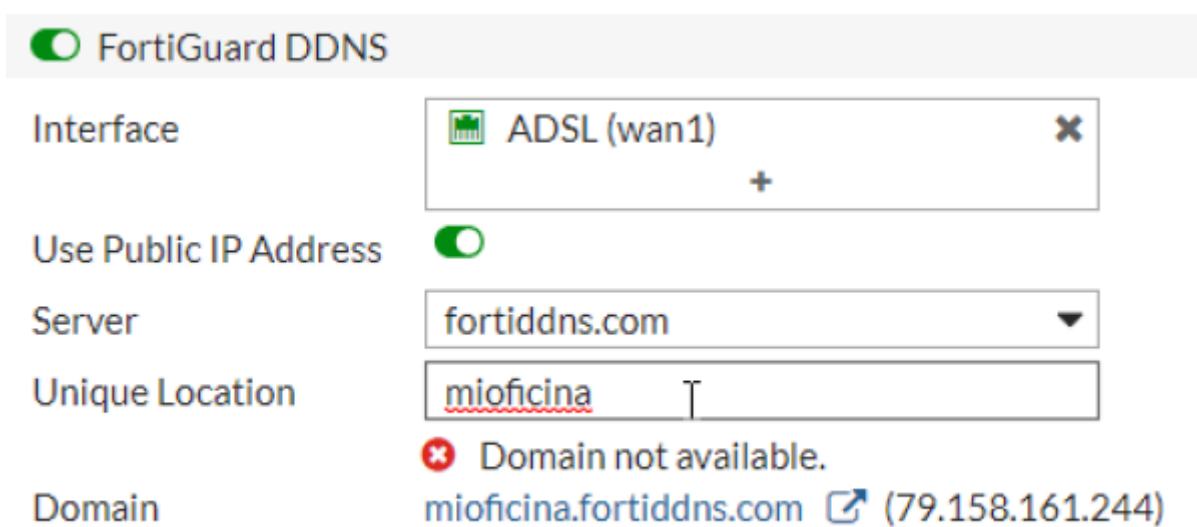 FortiGuard DDNS
Interface ADSL (wan1)
Use Public IP Address
Server fortiddns.com
Unique Location mioficina
Domain not available.
Domain mioficina.fortiddns.com (79.158.161.244)